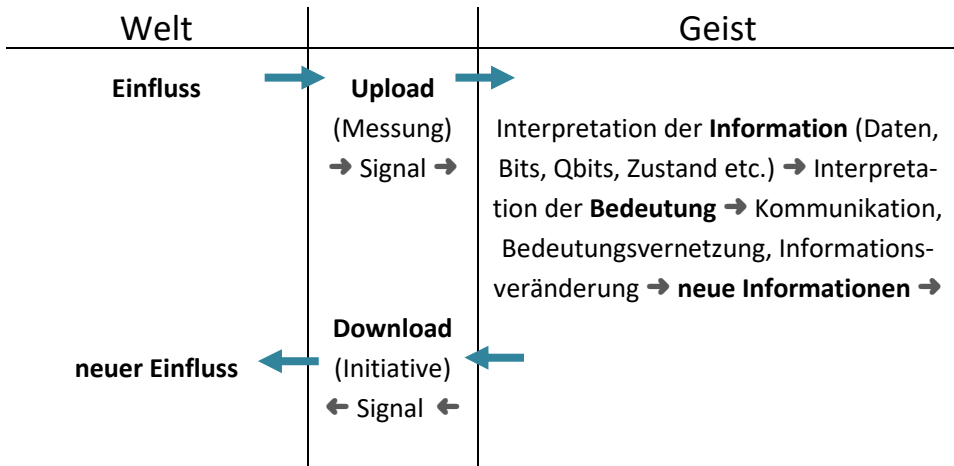 Welt
Geist
Einfluss
Upload
(Messung)
➜ Signal ➜
Interpretation der Information (Daten,
Bits, Qbits, Zustand etc.) ➜ Interpreta-
tion der Bedeutung ➜ Kommunikation,
Bedeutungsvernetzung, Informations-
veränderung ➜ neue Informationen ➜
Download
neuer Einfluss
(Initiative)
🡸 Signal 🡸